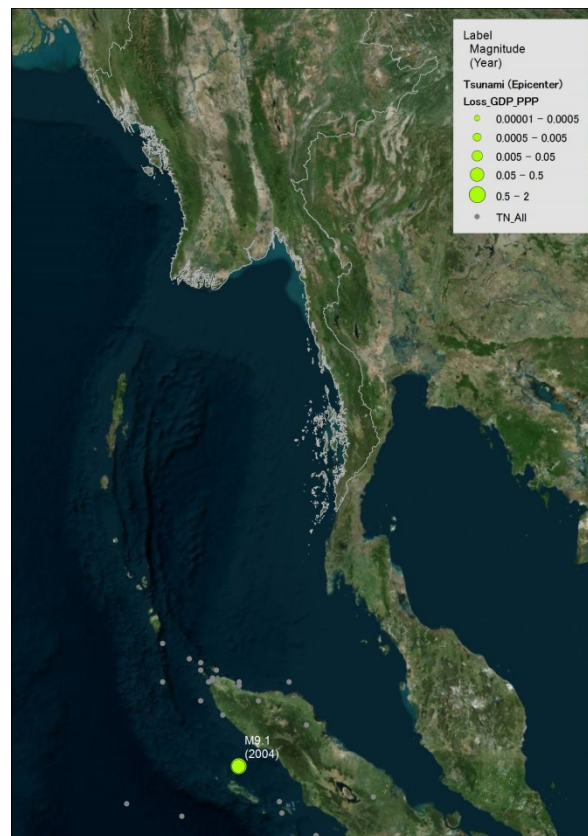 Label
Magnitude
(Year)
Tsunami (Epicenter)
Loss_GDP_PPP
0.00001 - 0.0005
0.0005 - 0.005
0.005 - 0.05
0.05 - 0.5
0.5 - 2
TN_All
M9.1
(2004)